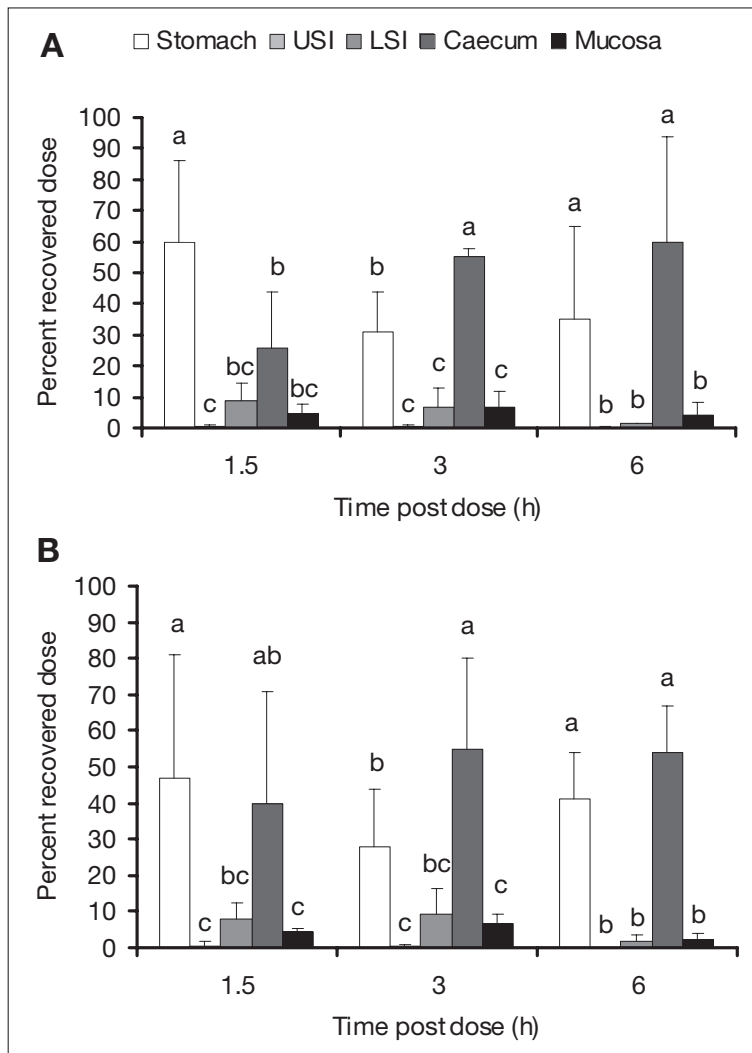 A
Stomach USI LSI Caecum Mucosa
Percent recovered dose
100
90
80
70
60
50
40
30
20
10
0
a
c
bc
b
bc
b
c
c
a
c
a
b
b
a
b
1.5 3 6
Time post dose (h)
B
Percent recovered dose
100
90
80
70
60
50
40
30
20
10
0
a
c
bc
ab
c
b
c
bc
a
c
a
b
b
a
b
1.5 3 6
Time post dose (h)